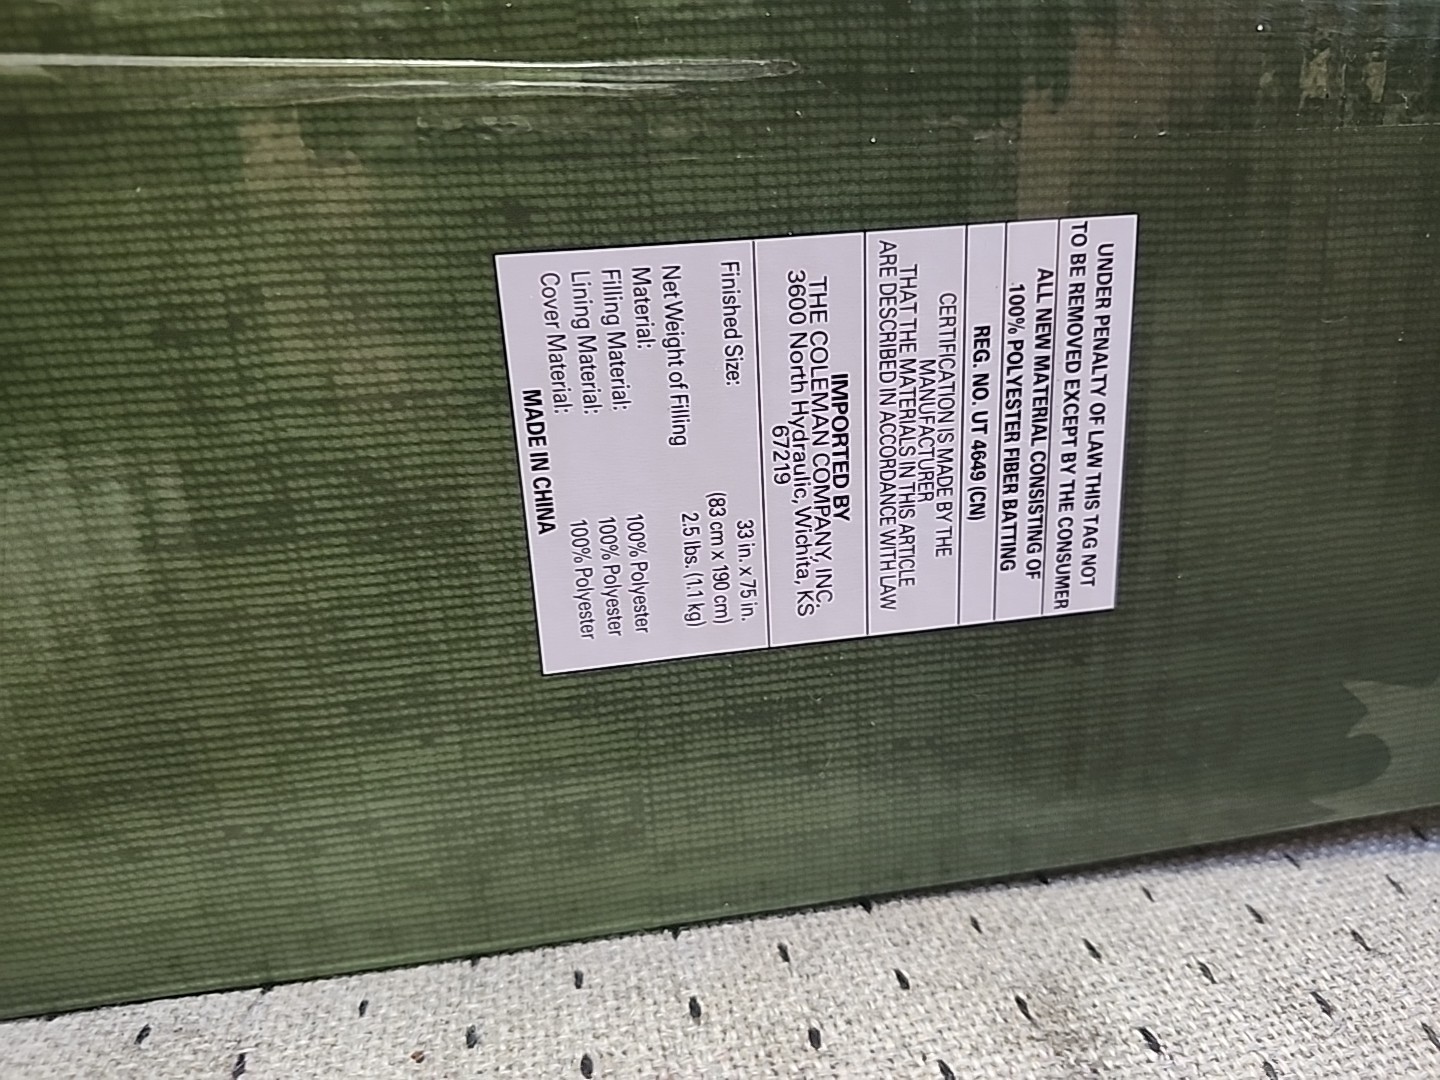 UNDER PENALTY OF LAW THIS TAG NOT
TO BE REMOVED EXCEPT BY THE CONSUMER
ALL NEW MATERIAL CONSISTING OF
100% POLYESTER FIBER BATTING
REG. NO. UT 4649 (CN)
CERTIFICATION IS MADE BY THE
MANUFACTURER
THAT THE MATERIALS IN THIS ARTICLE
ARE DESCRIBED IN ACCORDANCE WITH LAW
IMPORTED BY
THE COLEMAN COMPANY, INC.
3600 North Hydraulic, Wichita, KS
67219
Finished Size: 33 in. x 75 in.
(83 cm x 190 cm)
Net Weight of Filling 2.5 lbs. (1.1 kg)
Material:
Filling Material: 100% Polyester
Lining Material: 100% Polyester
Cover Material: 100% Polyester
MADE IN CHINA